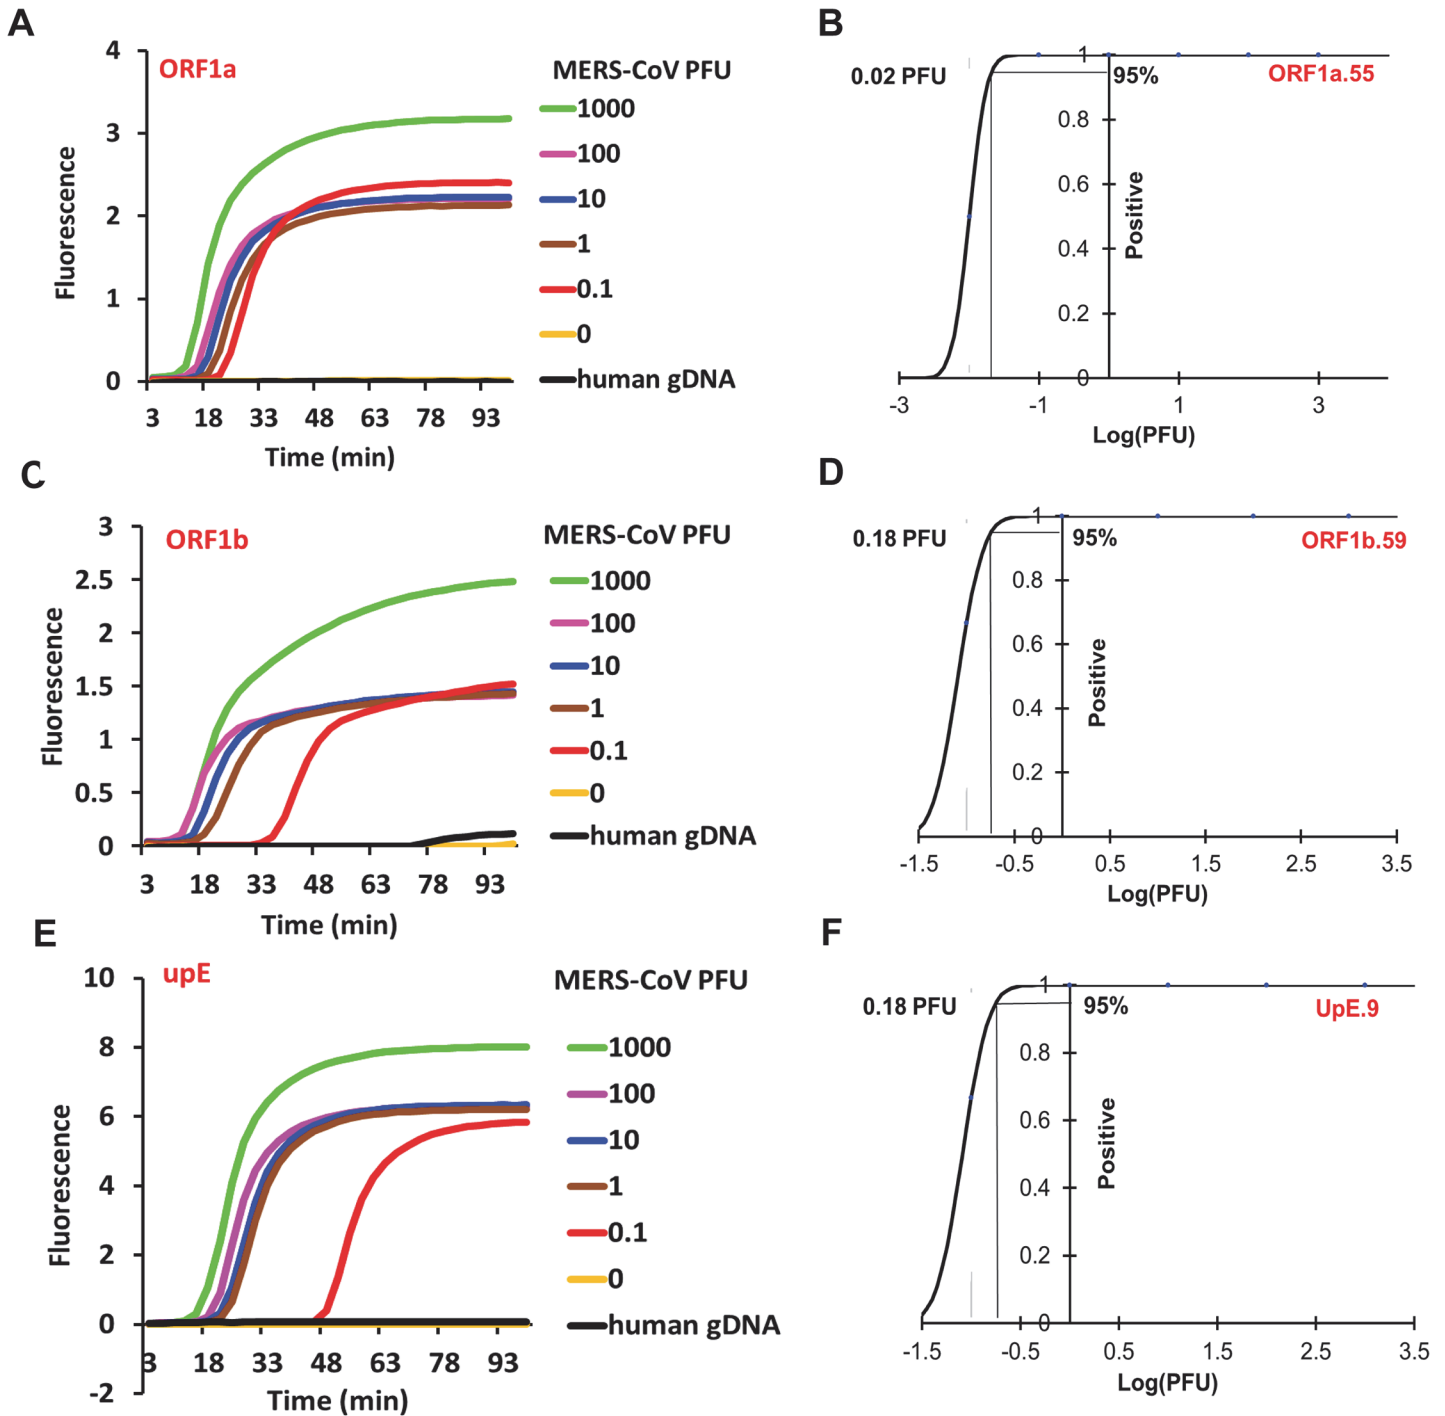 A
ORF1a
4
3
2
1
0
Fluorescence
3 18 33 48 63 78 93
Time (min)
MERS-CoV PFU
1000
100
10
1
0.1
0
human gDNA
B
0.02 PFU
95%
ORF1a.55
1
0.8
0.6
0.4
0.2
0
Positive
-3 -1 1 3
Log(PFU)
C
ORF1b
3
2.5
2
1.5
1
0.5
0
Fluorescence
3 18 33 48 63 78 93
Time (min)
MERS-CoV PFU
1000
100
10
1
0.1
0
human gDNA
D
0.18 PFU
95%
ORF1b.59
1
0.8
0.6
0.4
0.2
0
Positive
-1.5 -0.5 0.5 1.5 2.5 3.5
Log(PFU)
E
upE
10
8
6
4
2
0
-2
Fluorescence
3 18 33 48 63 78 93
Time (min)
MERS-CoV PFU
1000
100
10
1
0.1
0
human gDNA
F
0.18 PFU
95%
UpE.9
1
0.8
0.6
0.4
0.2
0
Positive
-1.5 -0.5 0.5 1.5 2.5 3.5
Log(PFU)